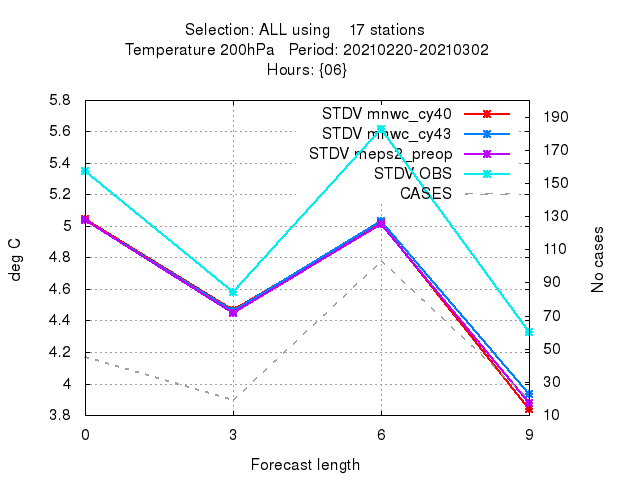 Selection: ALL using    17 stations
Temperature 200hPa   Period: 20210220-20210302
Hours: {06}
STDV mnwc_cy40
STDV mnwc_cy43
STDV meps2_preop
STDV OBS
CASES
5.8
5.6
5.4
5.2
5
4.8
4.6
4.4
4.2
4
3.8
deg C
190
170
150
130
110
90
70
50
30
10
No cases
0 3 6 9
Forecast length